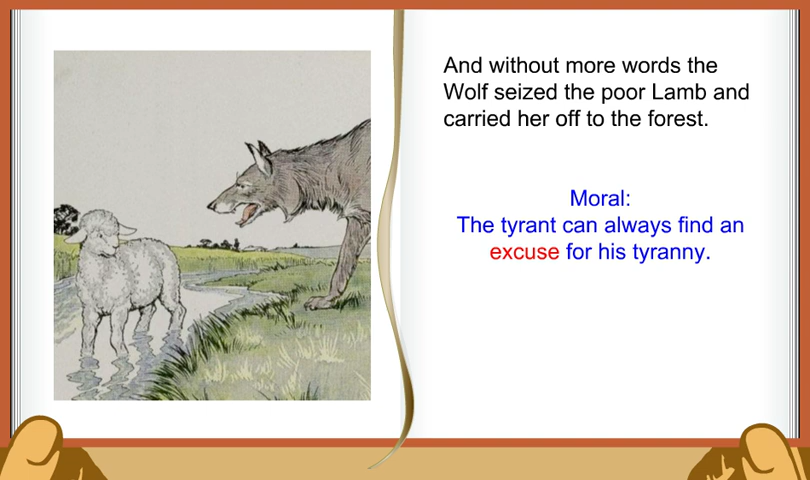 And without more words the
Wolf seized the poor Lamb and
carried her off to the forest.
Moral:
The tyrant can always find an
excuse for his tyranny.